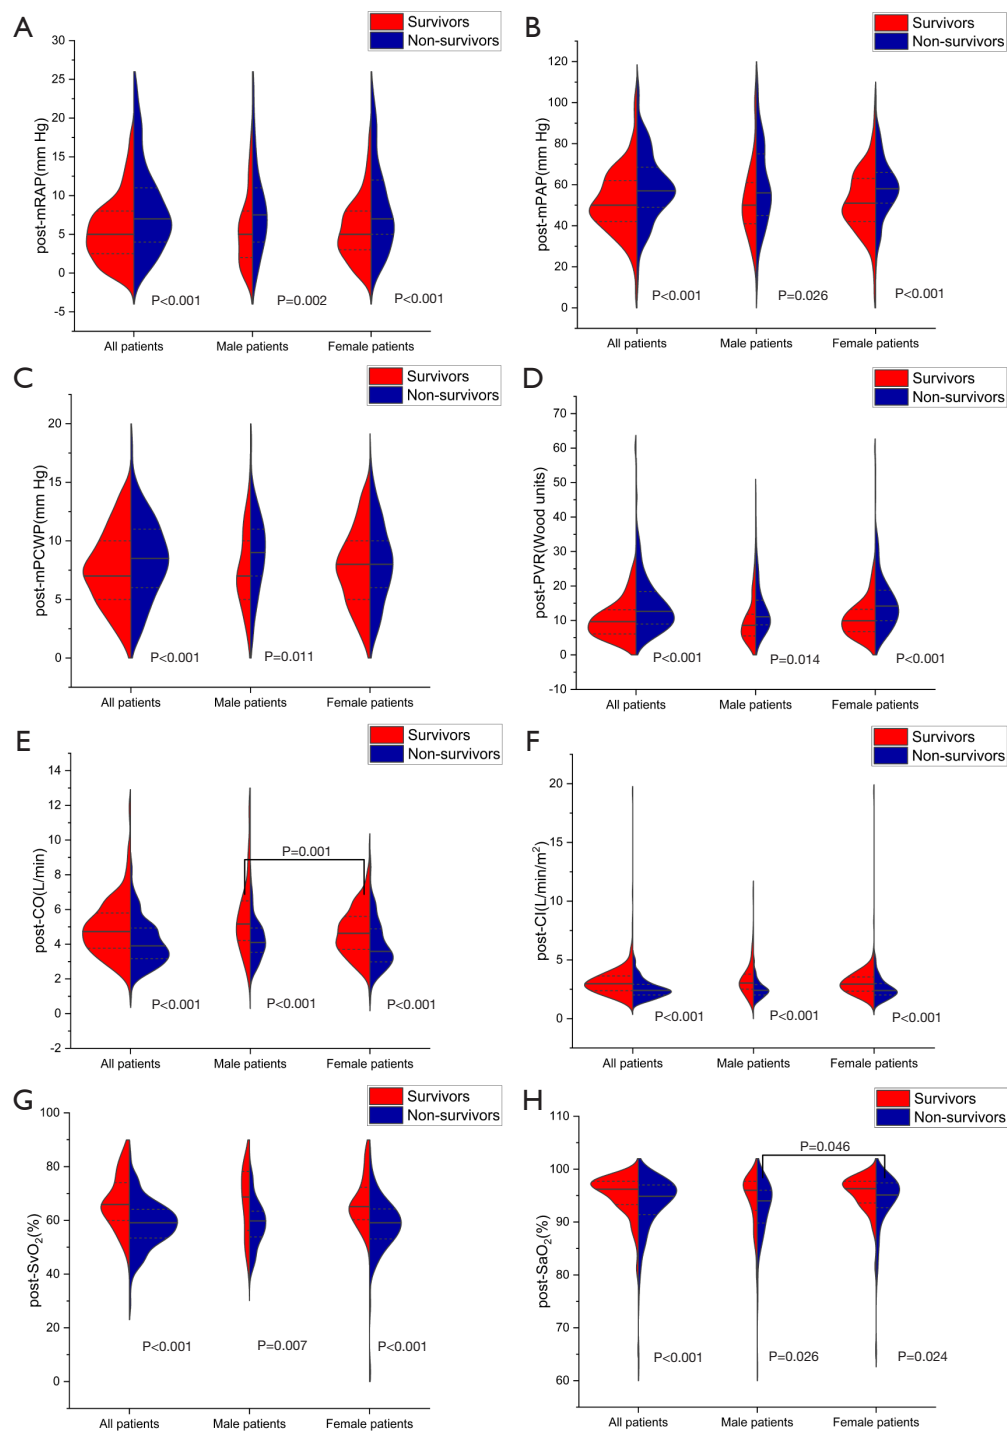 A
Survivors
Non-survivors
post-mRAP(mm Hg)
30
25
20
15
10
5
0
-5
P<0.001
P=0.002
P<0.001
All patients
Male patients
Female patients
B
Survivors
Non-survivors
post-mPAP(mm Hg)
120
100
80
60
40
20
0
P<0.001
P=0.026
P<0.001
All patients
Male patients
Female patients
C
Survivors
Non-survivors
post-mPCWP(mm Hg)
20
15
10
5
0
P<0.001
P=0.011
All patients
Male patients
Female patients
D
Survivors
Non-survivors
post-PVR(Wood units)
70
60
50
40
30
20
10
0
-10
P<0.001
P=0.014
P<0.001
All patients
Male patients
Female patients
E
Survivors
Non-survivors
post-CO(L/min)
14
12
10
8
6
4
2
0
-2
P=0.001
P<0.001
P<0.001
P<0.001
All patients
Male patients
Female patients
F
Survivors
Non-survivors
post-CI(L/min/m²)
20
15
10
5
0
P<0.001
P<0.001
P<0.001
All patients
Male patients
Female patients
G
Survivors
Non-survivors
post-SvO₂(%)
100
80
60
40
20
0
P<0.001
P=0.007
P<0.001
All patients
Male patients
Female patients
H
Survivors
Non-survivors
post-SaO₂(%)
110
100
90
80
70
60
P=0.046
P<0.001
P=0.026
P=0.024
All patients
Male patients
Female patients